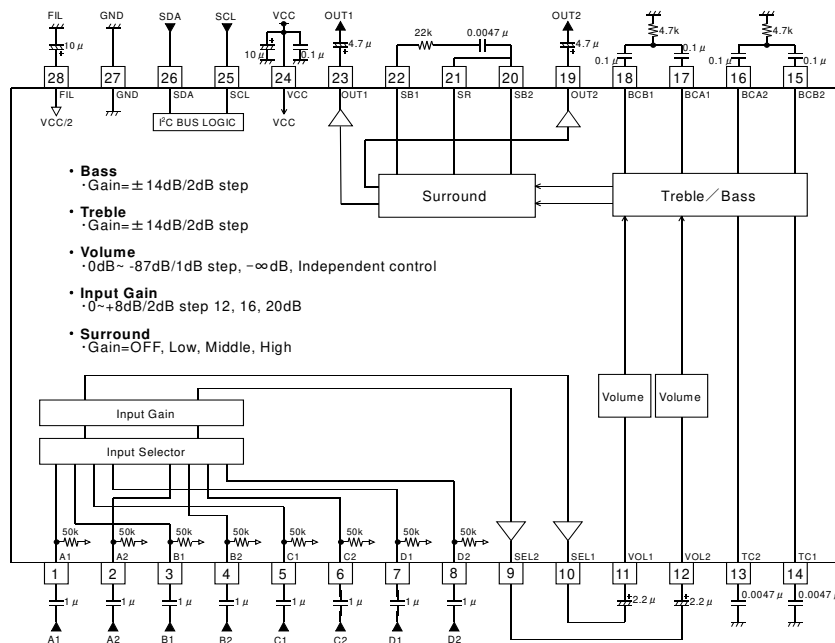 FIL GND SDA SCL VCC OUT1 22k 0.0047μ OUT2 4.7k 4.7k
10μ 10μ 0.1μ 4.7μ 4.7μ 0.1μ 0.1μ 0.1μ 0.1μ
28 27 26 25 24 23 22 21 20 19 18 17 16 15
FIL GND SDA SCL VCC OUT1 SB1 SR SB2 OUT2 BCB1 BCA1 BCA2 BCB2
VCC/2 I²C BUS LOGIC VCC
• Bass
・Gain=±14dB/2dB step
• Treble
・Gain=±14dB/2dB step
• Volume
・0dB~ -87dB/1dB step, −∞dB, Independent control
• Input Gain
・0~+8dB/2dB step 12, 16, 20dB
• Surround
・Gain=OFF, Low, Middle, High
Surround Treble／Bass
Volume Volume
Input Gain
Input Selector
50k 50k 50k 50k 50k 50k 50k 50k
A1 A2 B1 B2 C1 C2 D1 D2 SEL2 SEL1 VOL1 VOL2 TC2 TC1
1 2 3 4 5 6 7 8 9 10 11 12 13 14
1μ 1μ 1μ 1μ 1μ 1μ 1μ 1μ 2.2μ 2.2μ 0.0047μ 0.0047μ
A1 A2 B1 B2 C1 C2 D1 D2